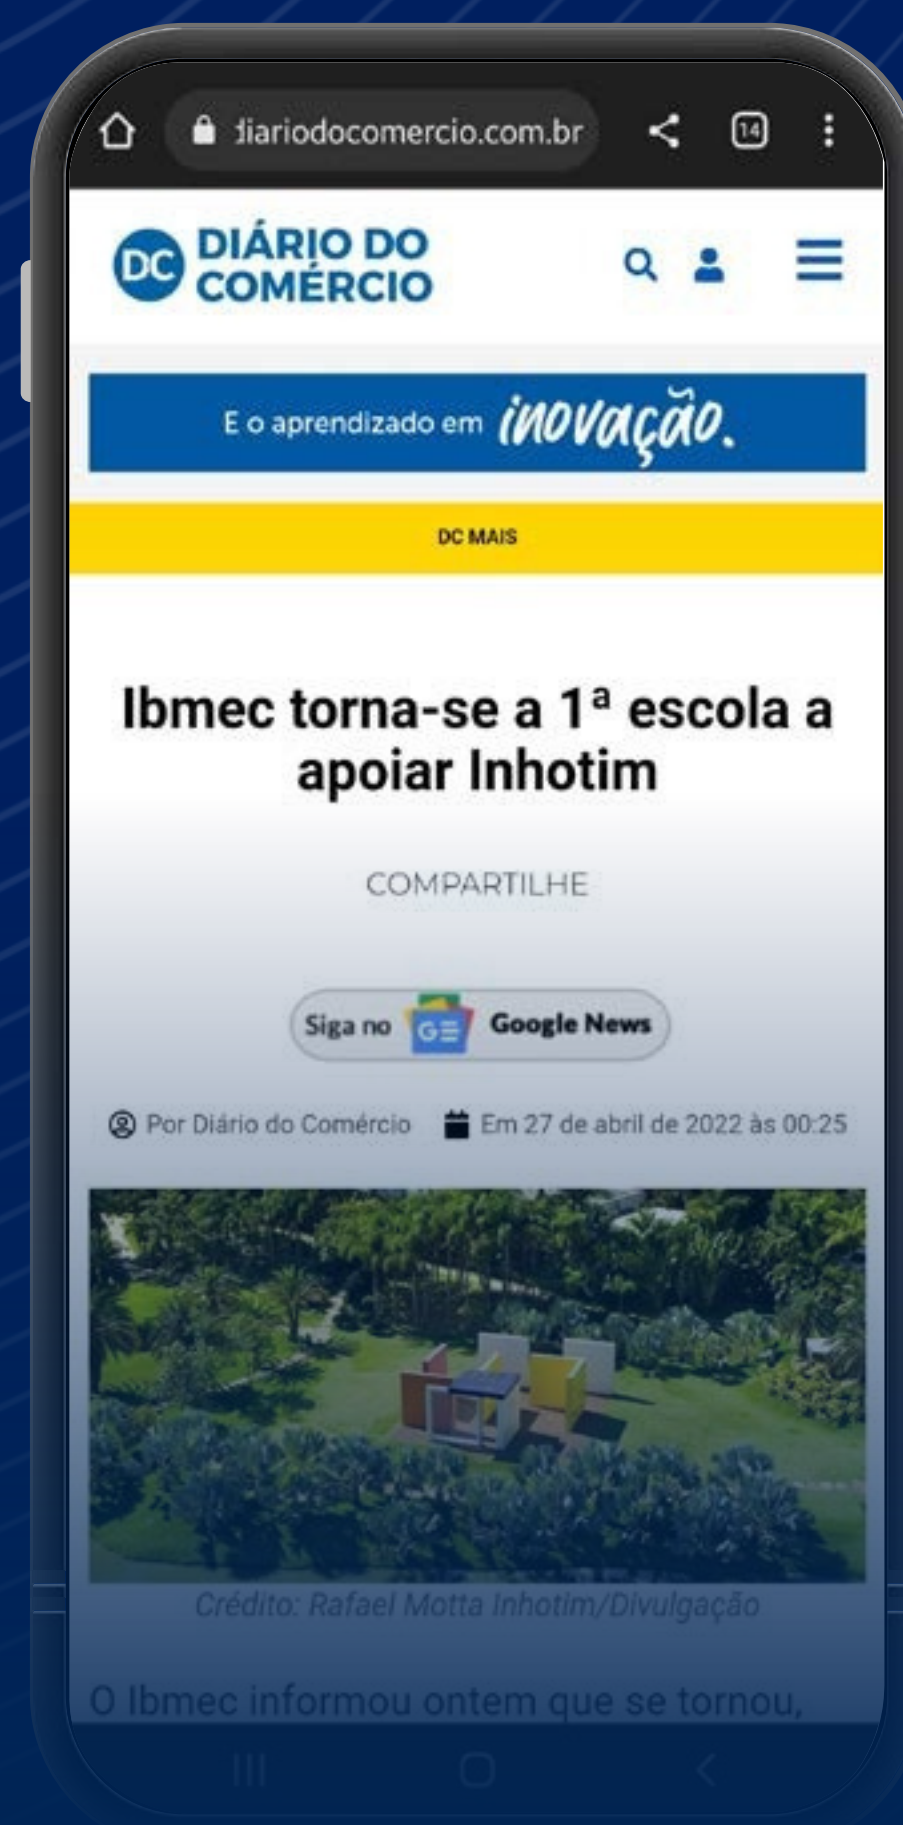 diariodocomercio.com.br
14
DC
DIÁRIO DO
COMÉRCIO
E o aprendizado em inovação.
DC MAIS
Ibmec torna-se a 1ª escola a
apoiar Inhotim
COMPARTILHE
Siga no GE Google News
Por Diário do Comércio Em 27 de abril de 2022 às 00:25
Crédito: Rafael Motta Inhotim/Divulgação
O Ibmec informou ontem que se tornou,